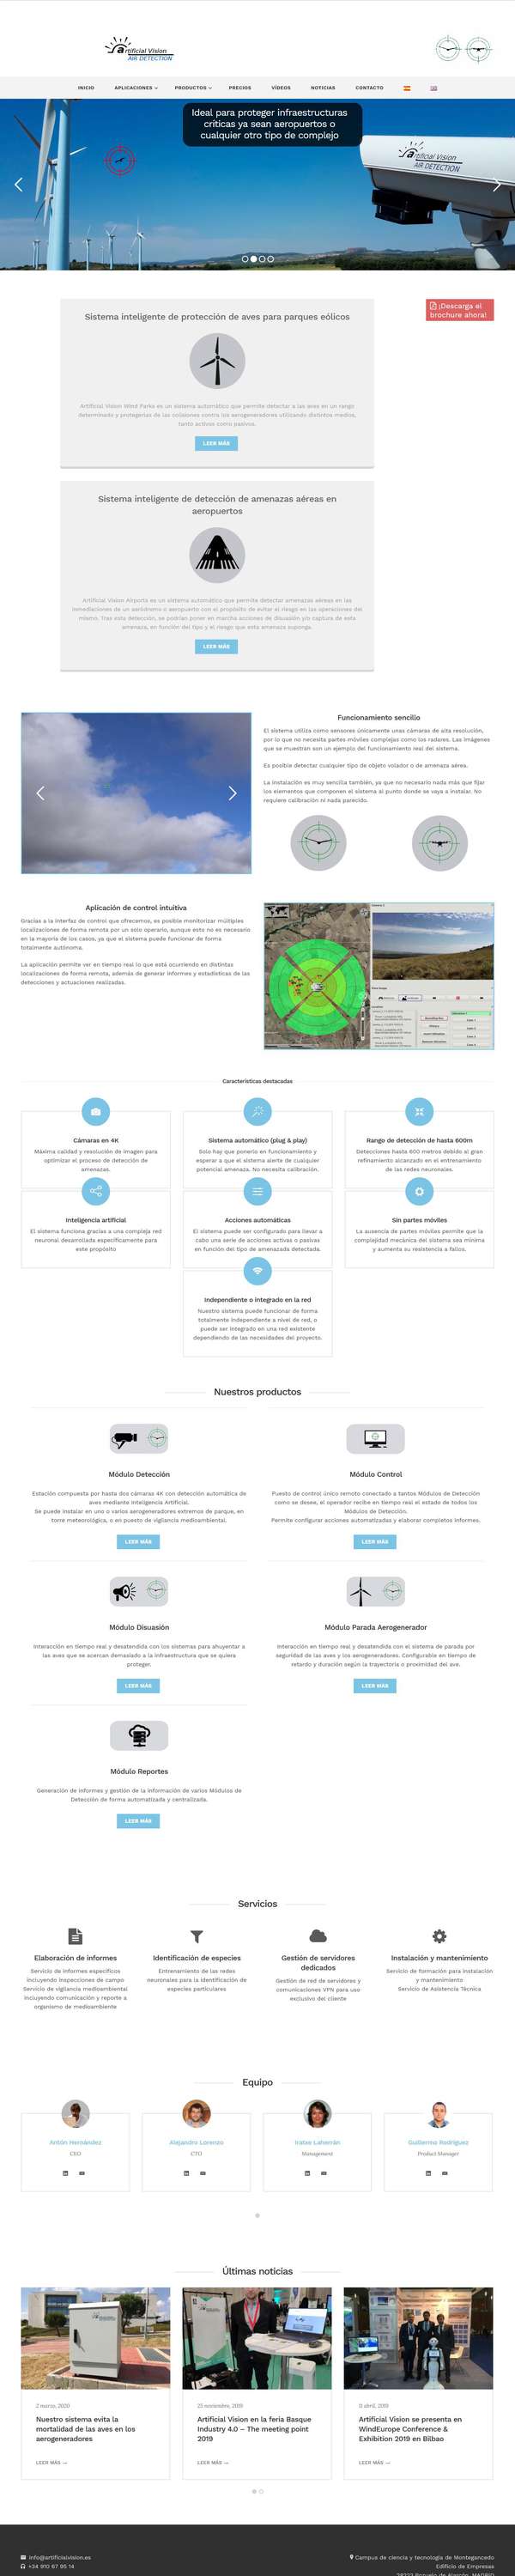 Artificial Vision
AIR DETECTION
INICIO
APLICACIONES
PRODUCTOS
PRECIOS
VÍDEOS
NOTICIAS
CONTACTO
Ideal para proteger infraestructuras
críticas ya sean aeropuertos o
cualquier otro tipo de complejo
Artificial Vision
AIR DETECTION
¡Descarga el
brochure ahora!
Sistema inteligente de protección de aves para parques eólicos
Artificial Vision Wind Parks es un sistema automático que permite detectar a las aves en un rango
determinado y protegerlas de las colisiones contra los aerogeneradores utilizando distintos medios,
tanto activos como pasivos.
LEER MÁS
Sistema inteligente de detección de amenazas aéreas en
aeropuertos
Artificial Vision Airports es un sistema automático que permite detectar amenazas aéreas en las
inmediaciones de un aeródromo o aeropuerto con el propósito de evitar el riesgo en las operaciones del
mismo. Tras esta detección, se podrían poner en marcha acciones de disuasión y/o captura de esta
amenaza, en función del tipo y el riesgo que esta amenaza suponga.
LEER MÁS
Funcionamiento sencillo
El sistema utiliza como sensores únicamente unas cámaras de alta resolución,
por lo que no necesita partes móviles complejas como los radares. Las imágenes
que se muestran son un ejemplo del funcionamiento real del sistema.
Es posible detectar cualquier tipo de objeto volador o de amenaza aérea.
La instalación es muy sencilla también, ya que no necesario nada más que fijar
los elementos que componen el sistema al punto donde se vaya a instalar. No
requiere calibración ni nada parecido.
Aplicación de control intuitiva
Gracias a la interfaz de control que ofrecemos, es posible monitorizar múltiples
localizaciones de forma remota por un solo operario, aunque esto no es necesario
en la mayoría de los casos, ya que el sistema puede funcionar de forma
totalmente autónoma.
La aplicación permite ver en tiempo real lo que está ocurriendo en distintas
localizaciones de forma remota, además de generar informes y estadísticas de las
detecciones y actuaciones realizadas.
Características destacadas
Cámaras en 4K
Máxima calidad y resolución de imagen para
optimizar el proceso de detección de
amenazas.
Sistema automático (plug & play)
Solo hay que ponerlo en funcionamiento y
esperar a que el sistema alerte de cualquier
potencial amenaza. No necesita calibración.
Rango de detección de hasta 600m
Detecciones hasta 600 metros debido al gran
refinamiento alcanzado en el entrenamiento
de las redes neuronales.
Inteligencia artificial
El sistema funciona gracias a una compleja red
neuronal desarrollada específicamente para
este propósito
Acciones automáticas
El sistema puede ser configurado para llevar a
cabo una serie de acciones activas o pasivas
en función del tipo de amenazada detectada.
Sin partes móviles
La ausencia de partes móviles permite que la
complejidad mecánica del sistema sea mínima
y aumenta su resistencia a fallos.
Independiente o integrado en la red
Nuestro sistema puede funcionar de forma
totalmente independiente a nivel de red, o
puede ser integrado en una red existente
dependiendo de las necesidades del proyecto.
Nuestros productos
Módulo Detección
Estación compuesta por hasta dos cámaras 4K con detección automática de
aves mediante Inteligencia Artificial.
Se puede instalar en uno o varios aerogeneradores extremos de parque, en
torre meteorológica, o en puesto de vigilancia medioambiental.
LEER MÁS
Módulo Control
Puesto de control único remoto conectado a tantos Módulos de Detección
como se desee, el operador recibe en tiempo real el estado de todos los
Módulos de Detección.
Permite configurar acciones automatizadas y elaborar completos informes.
LEER MÁS
Módulo Disuasión
Interacción en tiempo real y desatendida con los sistemas para ahuyentar a
las aves que se acercan demasiado a la infraestructura que se quiera
proteger.
LEER MÁS
Módulo Parada Aerogenerador
Interacción en tiempo real y desatendida con el sistema de parada por
seguridad de las aves y los aerogeneradores. Configurable en tiempo de
retardo y duración según la trayectoria o proximidad del ave.
LEER MÁS
Módulo Reportes
Generación de informes y gestión de la información de varios Módulos de
Detección de forma automatizada y centralizada.
LEER MÁS
Servicios
Elaboración de informes
Servicio de informes específicos
incluyendo inspecciones de campo
Servicio de vigilancia medioambiental
incluyendo comunicación y reporte a
organismo de medioambiente
Identificación de especies
Entrenamiento de las redes
neuronales para la identificación de
especies particulares
Gestión de servidores
dedicados
Gestión de red de servidores y
comunicaciones VPN para uso
exclusivo del cliente
Instalación y mantenimiento
Servicio de formación para instalación
y mantenimiento
Servicio de Asistencia Técnica
Equipo
Antón Hernández
CEO
Alejandro Lorenzo
CTO
Iratxe Laharrán
Management
Guillermo Rodríguez
Product Manager
Últimas noticias
2 marzo, 2020
Nuestro sistema evita la
mortalidad de las aves en los
aerogeneradores
LEER MÁS
25 noviembre, 2019
Artificial Vision en la feria Basque
Industry 4.0 – The meeting point
2019
LEER MÁS
11 abril, 2019
Artificial Vision se presenta en
WindEurope Conference &
Exhibition 2019 en Bilbao
LEER MÁS
info@artificialvision.es
+34 910 67 95 14
Campus de ciencia y tecnología de Montegancedo
Edificio de Empresas
28223 Pozuelo de Alarcón, MADRID